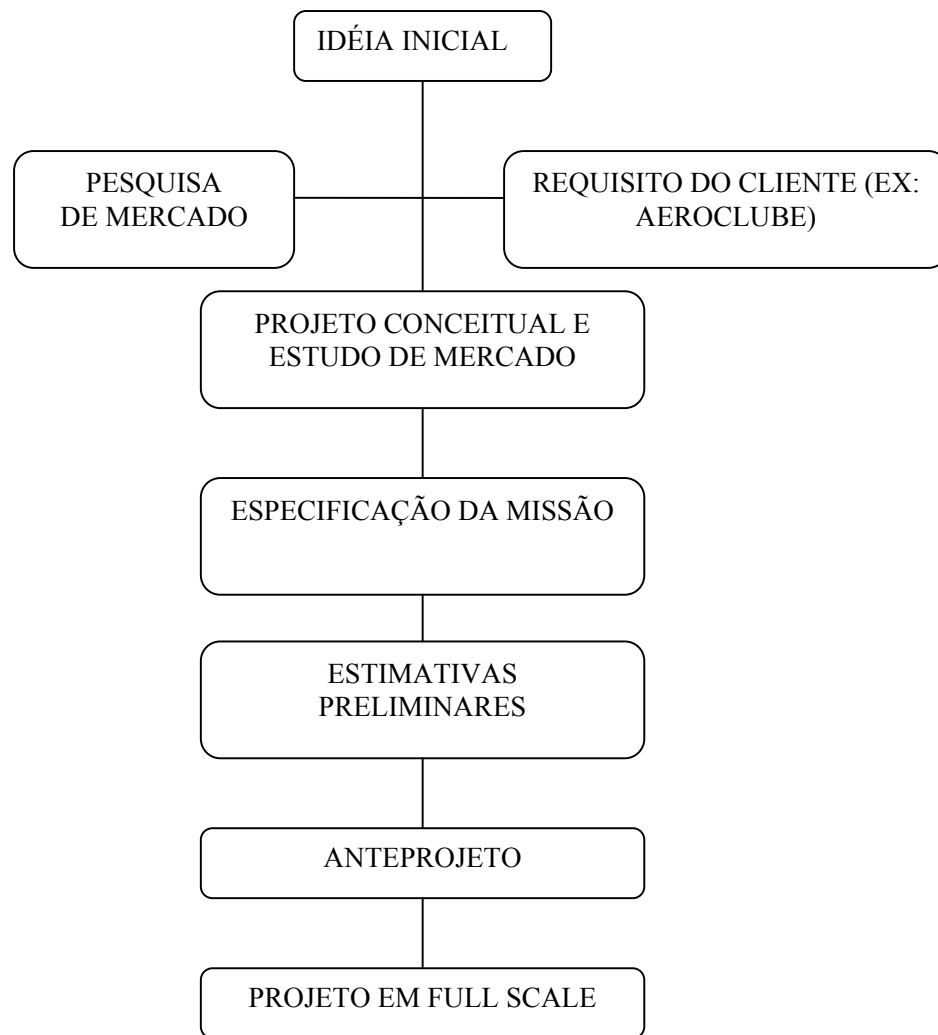 IDÉIA INICIAL
PESQUISA
DE MERCADO
REQUISITO DO CLIENTE (EX:
AEROCLUBE)
PROJETO CONCEITUAL E
ESTUDO DE MERCADO
ESPECIFICAÇÃO DA MISSÃO
ESTIMATIVAS
PRELIMINARES
ANTEPROJETO
PROJETO EM FULL SCALE